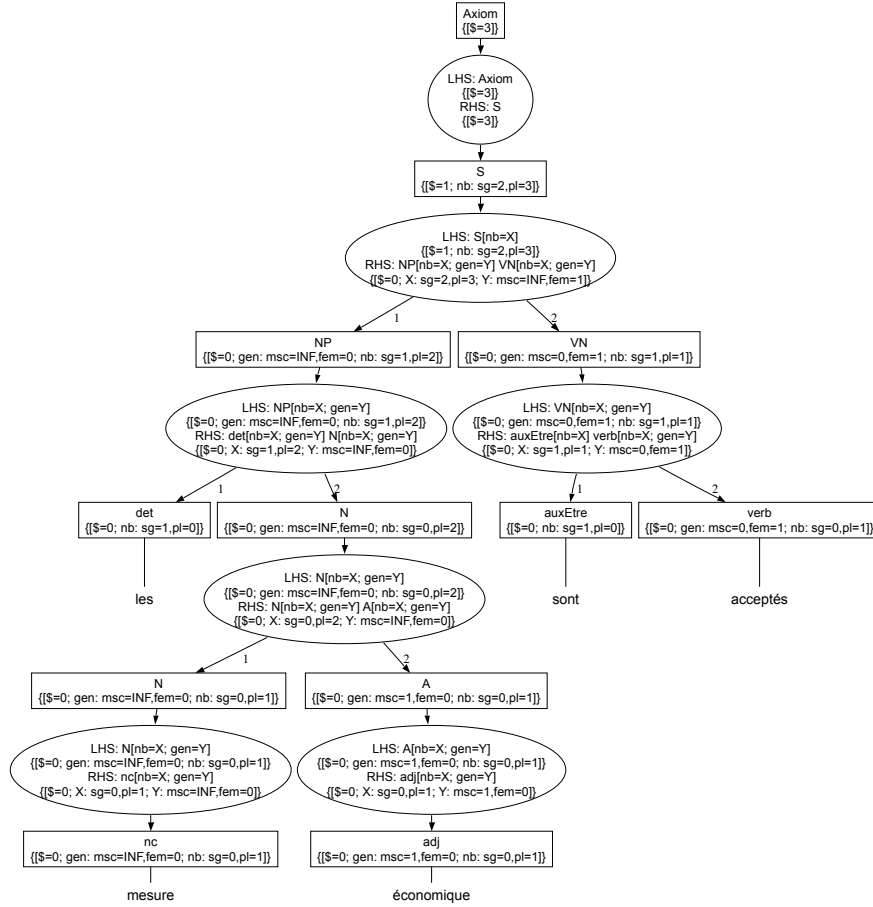 Axiom
{[$=3]}
LHS: Axiom
{[$=3]}
RHS: S
{[$=3]}
S
{[$=1; nb: sg=2,pl=3]}
LHS: S[nb=X]
{[$=1; nb: sg=2,pl=3]}
RHS: NP[nb=X; gen=Y] VN[nb=X; gen=Y]
{[$=0; X: sg=2,pl=3; Y: msc=INF,fem=1]}
1
2
NP
{[$=0; gen: msc=INF,fem=0; nb: sg=1,pl=2]}
VN
{[$=0; gen: msc=0,fem=1; nb: sg=1,pl=1]}
LHS: NP[nb=X; gen=Y]
{[$=0; gen: msc=INF,fem=0; nb: sg=1,pl=2]}
RHS: det[nb=X; gen=Y] N[nb=X; gen=Y]
{[$=0; X: sg=1,pl=2; Y: msc=INF,fem=0]}
LHS: VN[nb=X; gen=Y]
{[$=0; gen: msc=0,fem=1; nb: sg=1,pl=1]}
RHS: auxEtre[nb=X] verb[nb=X; gen=Y]
{[$=0; X: sg=1,pl=1; Y: msc=0,fem=1]}
1
2
1
2
det
{[$=0; nb: sg=1,pl=0]}
N
{[$=0; gen: msc=INF,fem=0; nb: sg=0,pl=2]}
auxEtre
{[$=0; nb: sg=1,pl=0]}
verb
{[$=0; gen: msc=0,fem=1; nb: sg=0,pl=1]}
les
LHS: N[nb=X; gen=Y]
{[$=0; gen: msc=INF,fem=0; nb: sg=0,pl=2]}
RHS: N[nb=X; gen=Y] A[nb=X; gen=Y]
{[$=0; X: sg=0,pl=2; Y: msc=INF,fem=0]}
sont
acceptés
1
2
N
{[$=0; gen: msc=INF,fem=0; nb: sg=0,pl=1]}
A
{[$=0; gen: msc=1,fem=0; nb: sg=0,pl=1]}
LHS: N[nb=X; gen=Y]
{[$=0; gen: msc=INF,fem=0; nb: sg=0,pl=1]}
RHS: nc[nb=X; gen=Y]
{[$=0; X: sg=0,pl=1; Y: msc=INF,fem=0]}
LHS: A[nb=X; gen=Y]
{[$=0; gen: msc=1,fem=0; nb: sg=0,pl=1]}
RHS: adj[nb=X; gen=Y]
{[$=0; X: sg=0,pl=1; Y: msc=1,fem=0]}
nc
{[$=0; gen: msc=INF,fem=0; nb: sg=0,pl=1]}
adj
{[$=0; gen: msc=1,fem=0; nb: sg=0,pl=1]}
mesure
économique